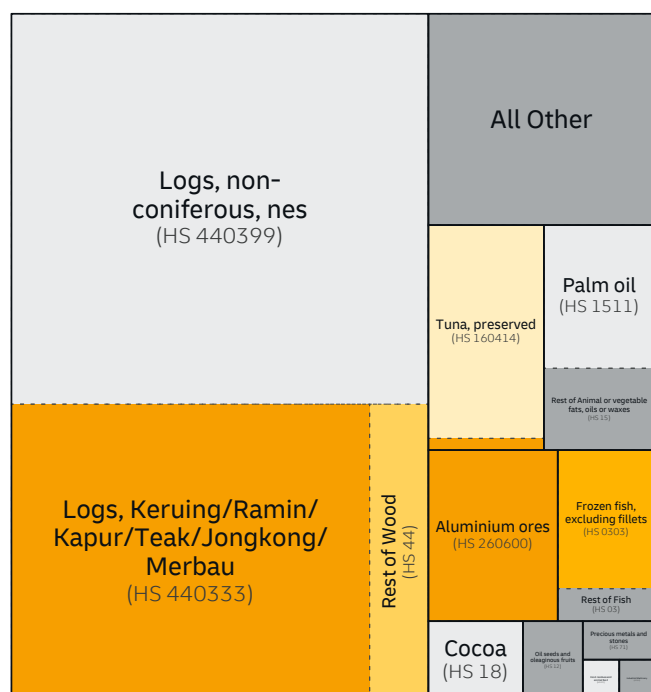 Logs, non-
coniferous, nes
(HS 440399)
All Other
Tuna, preserved
(HS 160414)
Palm oil
(HS 1511)
Rest of Animal or vegetable
fats, oils or waxes
(HS 15)
Logs, Keruing/Ramin/
Kapur/Teak/Jongkong/
Merbau
(HS 440333)
Rest of Wood
(HS 44)
Aluminium ores
(HS 260600)
Frozen fish,
excluding fillets
(HS 0303)
Rest of Fish
(HS 03)
Cocoa
(HS 18)
Oil seeds and
oleaginous fruits
(HS 12)
Precious metals and
stones
(HS 71)